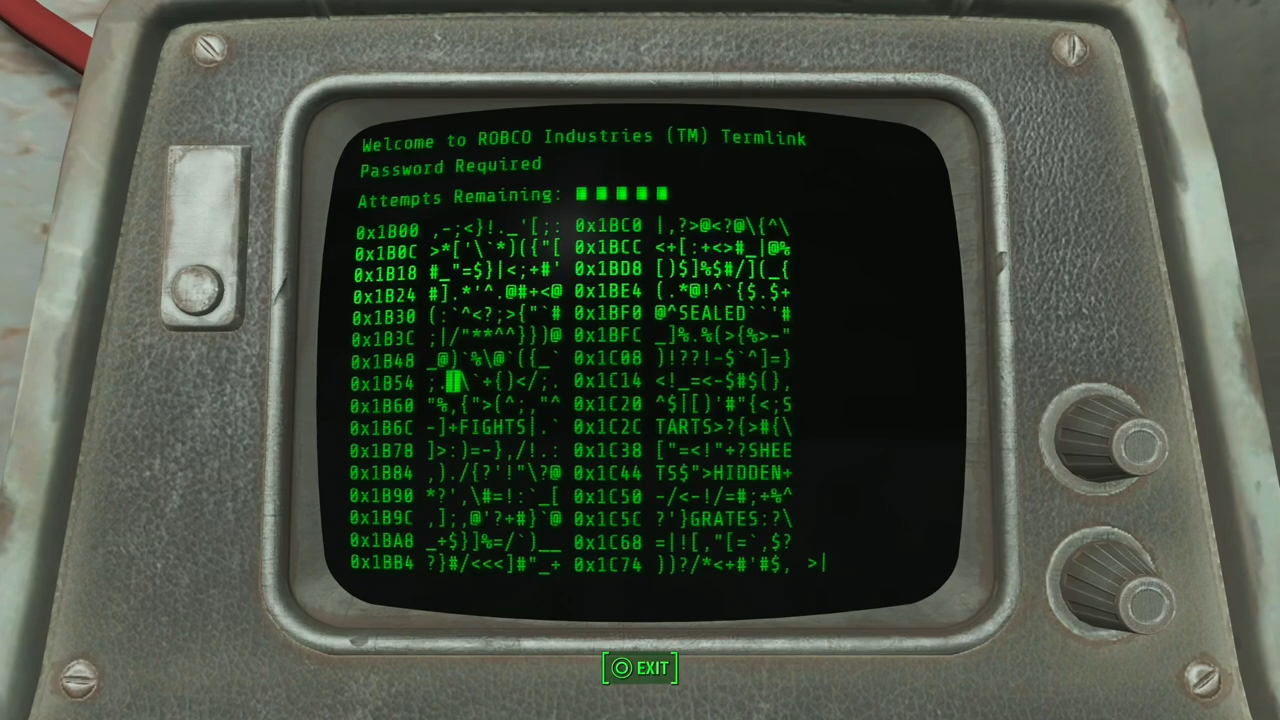 Welcome to ROBCO Industries (TM) Termlink
Password Required
Attempts Remaining: ■ ■ ■ ■ ■
0x1B00 ,-;<}!._'[;: 0x1BC0 |,?>@<?@\{^\
0x1B0C >*['\`*)({"[ 0x1BCC <+[:+<>#_|@%
0x1B18 #_"=$}|<;+#' 0x1BD8 [)$]%$#/](_{
0x1B24 #].*'^.@#+<@ 0x1BE4 (.*@!^`{$.$+
0x1B30 (:`^<?;>{"`# 0x1BF0 @^SEALED``'#
0x1B3C ;|/"**^^}})@ 0x1BFC _]%.%(>{%>-"
0x1B48 _@)`%\@`({_` 0x1C08 )!??!-$`^]=}
0x1B54 ;. \`+{)</;. 0x1C14 <!_=<-$#$(},
0x1B60 "%,{">(^;,"^ 0x1C20 ^$|[)'#"{<;S
0x1B6C -]+FIGHTS|.` 0x1C2C TARTS>?{>#{\
0x1B78 ]>:)=-},/!.: 0x1C38 ["=<!"+?SHEE
0x1B84 ,)./{?'!"\?@ 0x1C44 TS$">HIDDEN+
0x1B90 *?',\#=!:`_[ 0x1C50 -/<-!/=#;+%^
0x1B9C ,];,@'?+#}`@ 0x1C5C ?'}GRATES:?\
0x1BA8 _+$}]%=/`)__ 0x1C68 =|![,"[=`,$?
0x1BB4 ?}#/<<<]#"_+ 0x1C74 ))?/*<+#'#$, >|
EXIT